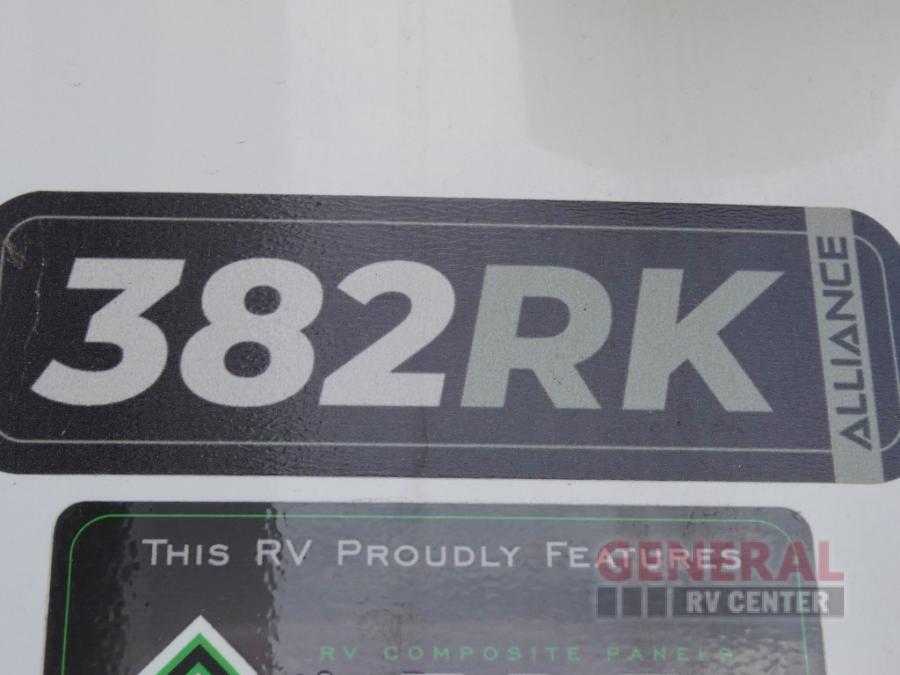 382RK
ALLIANCE
THIS RV PROUDLY FEATURES
GENERAL
RV CENTER
RV COMPOSITE PANELS